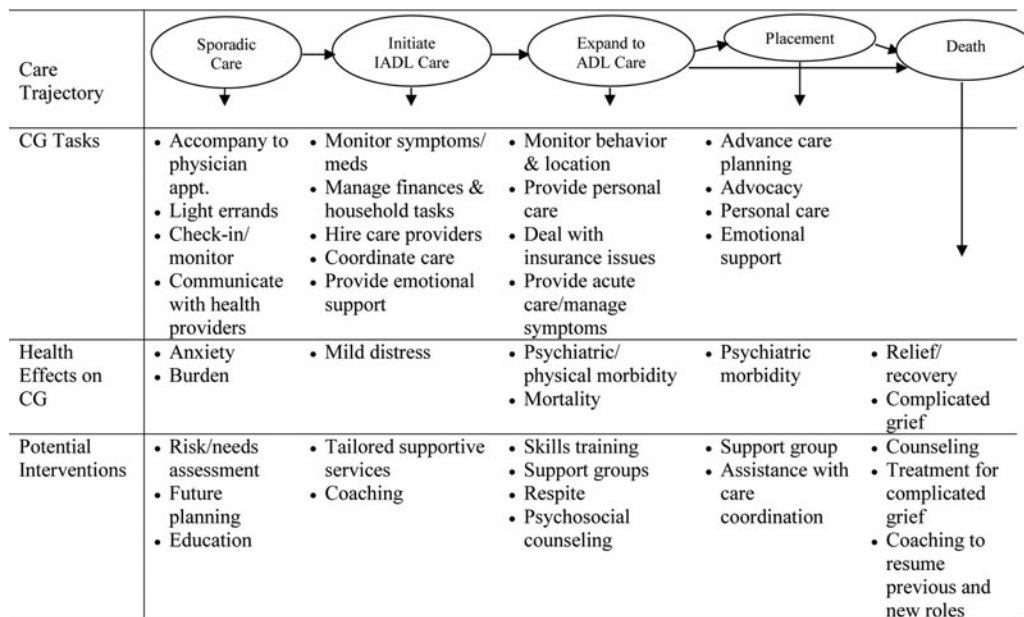 Care
Trajectory
Sporadic
Care
Initiate
IADL Care
Expand to
ADL Care
Placement
Death
CG Tasks
• Accompany to
physician
appt.
• Light errands
• Check-in/
monitor
• Communicate
with health
providers
• Monitor symptoms/
meds
• Manage finances &
household tasks
• Hire care providers
• Coordinate care
• Provide emotional
support
• Monitor behavior
& location
• Provide personal
care
• Deal with
insurance issues
• Provide acute
care/manage
symptoms
• Advance care
planning
• Advocacy
• Personal care
• Emotional
support
Health
Effects on
CG
• Anxiety
• Burden
• Mild distress
• Psychiatric/
physical morbidity
• Mortality
• Psychiatric
morbidity
• Relief/
recovery
• Complicated
grief
Potential
Interventions
• Risk/needs
assessment
• Future
planning
• Education
• Tailored supportive
services
• Coaching
• Skills training
• Support groups
• Respite
• Psychosocial
counseling
• Support group
• Assistance with
care
coordination
• Counseling
• Treatment for
complicated
grief
• Coaching to
resume
previous and
new roles